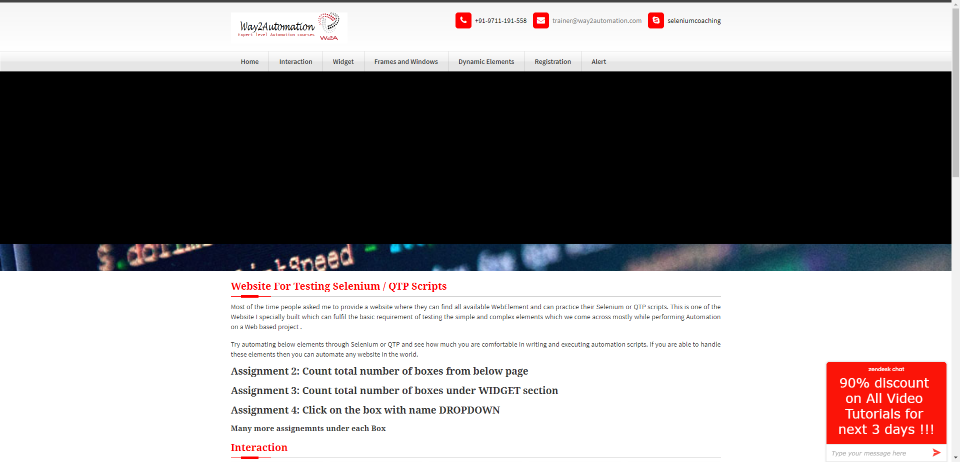 Way2Automation
Expert level Automation courses
W2A
+91-9711-191-558
trainer@way2automation.com
seleniumcoaching
Home
Interaction
Widget
Frames and Windows
Dynamic Elements
Registration
Alert
Website For Testing Selenium / QTP Scripts
Most of the time people asked me to provide a website where they can find all available WebElement and can practice their Selenium or QTP scripts. This is one of the
Website I specially built which can fulfil the basic requirement of testing the simple and complex elements which we come across mostly while performing Automation
on a Web based project .
Try automating below elements through Selenium or QTP and see how much you are comfortable in writing and executing automation scripts. If you are able to handle
these elements then you can automate any website in the world.
Assignment 2: Count total number of boxes from below page
Assignment 3: Count total number of boxes under WIDGET section
Assignment 4: Click on the box with name DROPDOWN
Many more assignemnts under each Box
Interaction
zendesk chat
90% discount
on All Video
Tutorials for
next 3 days !!!
Type your message here